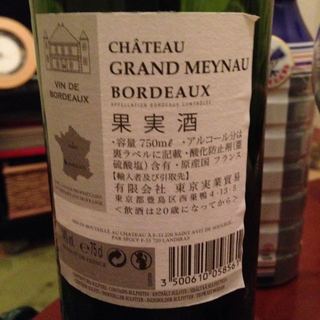 CHÂTEAU
GRAND MEYNAU
BORDEAUX
APPELLATION BORDEAUX CONTRÔLÉE
VIN DE
BORDEAUX
果実酒
・容量 750mℓ ・アルコール分は
裏ラベルに記載・酸化防止剤(亜
硫酸塩)含有・原産国 フランス
【輸入者及び引取先】
有限会社 東京実業貿易
東京都豊島区西巣鴨4-13-5
<飲酒は20歳になってから>
75cl
3 500610 058561